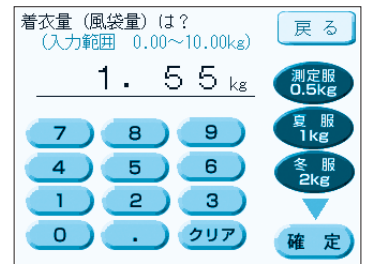 着衣量（風袋量）は？
（入力範囲　0.00～10.00kg）
戻る
1.55kg
測定服
0.5kg
夏服
1kg
冬服
2kg
7 8 9
4 5 6
1 2 3
0 . クリア
確定